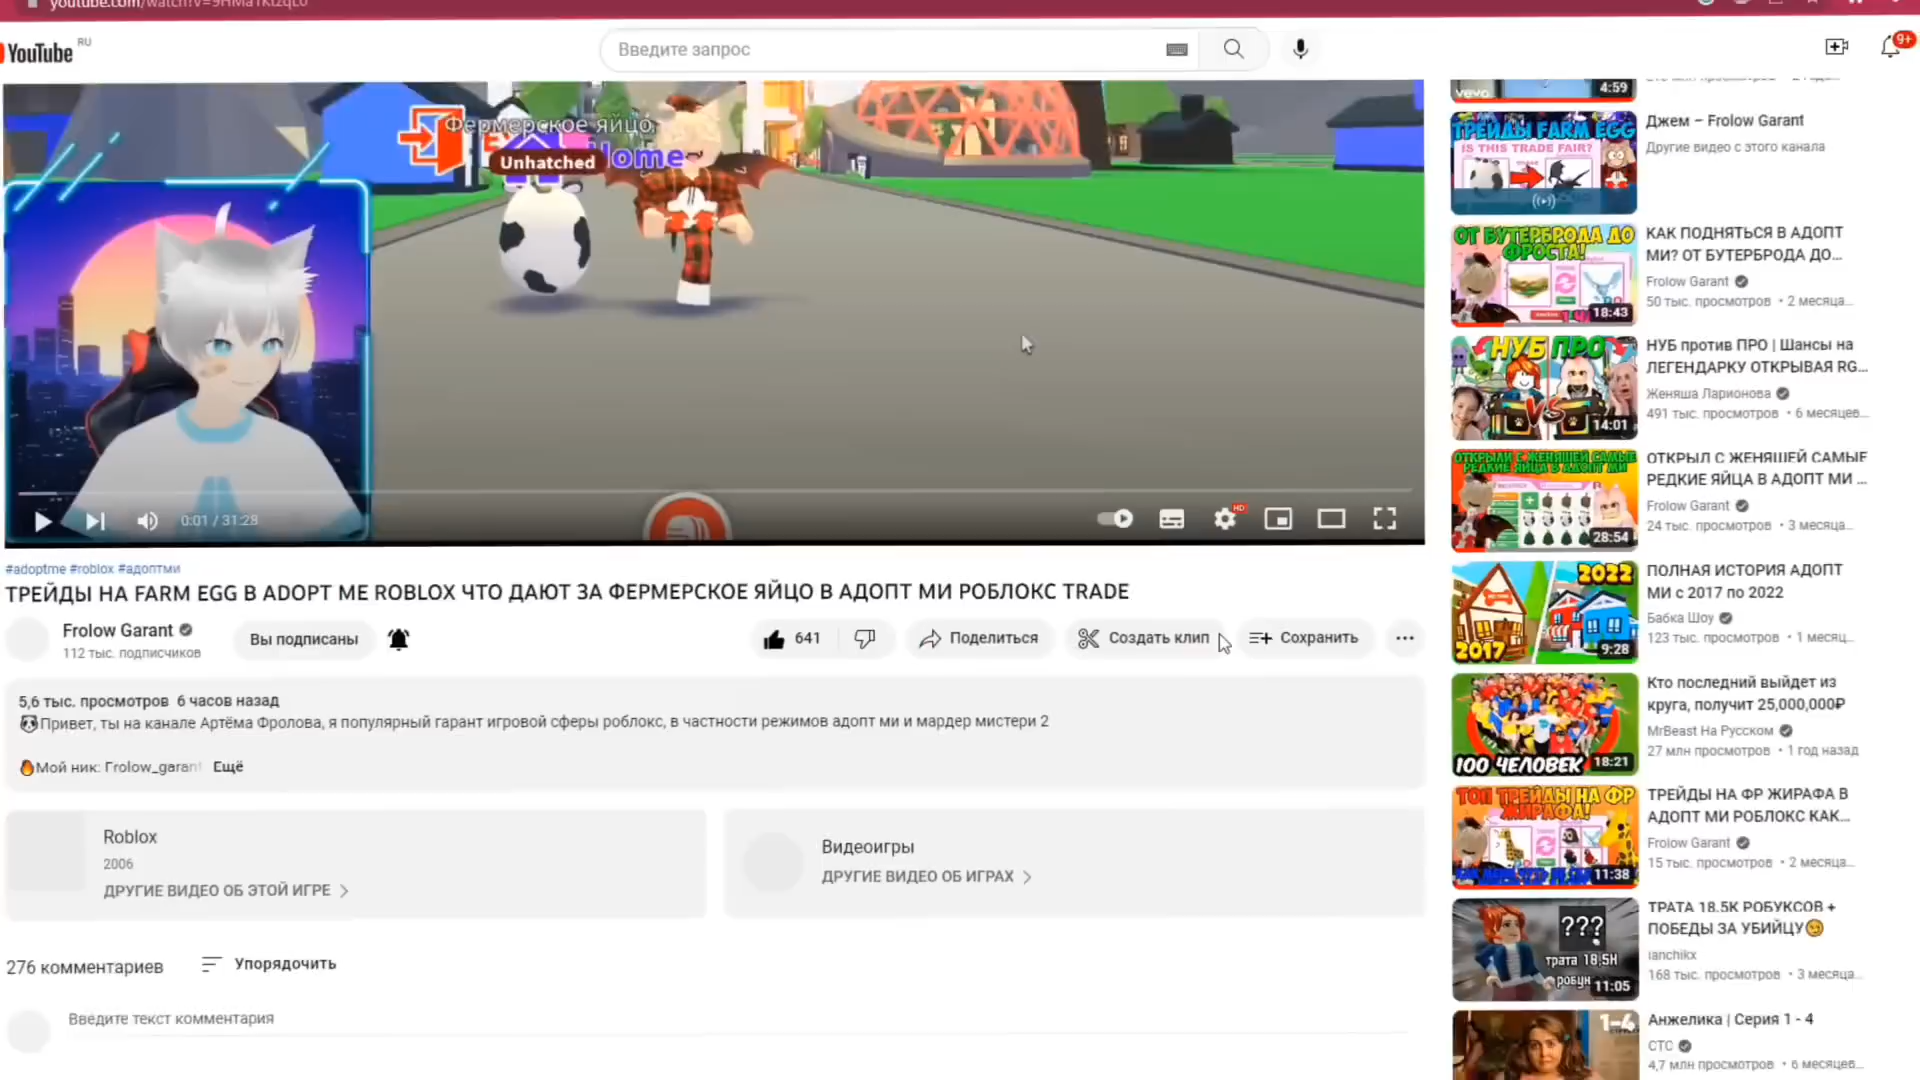 YouTube RU
Введите запрос
9+
Фермерское яйцо
Unhatched
Home
0:01 / 31:28
HD
#adoptme #roblox #адоптми
ТРЕЙДЫ НА FARM EGG В ADOPT ME ROBLOX ЧТО ДАЮТ ЗА ФЕРМЕРСКОЕ ЯЙЦО В АДОПТ МИ РОБЛОКС TRADE
Frolow Garant
112 тыс. подписчиков
Вы подписаны
641
Поделиться
Создать клип
Сохранить
5,6 тыс. просмотров 6 часов назад
Привет, ты на канале Артёма Фролова, я популярный гарант игровой сферы роблокс, в частности режимов адопт ми и мардер мистери 2
Мой ник: Frolow_garant Ещё
Roblox
2006
ДРУГИЕ ВИДЕО ОБ ЭТОЙ ИГРЕ
Видеоигры
ДРУГИЕ ВИДЕО ОБ ИГРАХ
276 комментариев
Упорядочить
Введите текст комментария
vevo
4:59
ТРЕЙДЫ FARM EGG
IS THIS TRADE FAIR?
Джем – Frolow Garant
Другие видео с этого канала
ОТ БУТЕРБРОДА ДО
ФРОСТА!
18:43
КАК ПОДНЯТЬСЯ В АДОПТ
МИ? ОТ БУТЕРБРОДА ДО...
Frolow Garant
50 тыс. просмотров • 2 месяца...
НУБ ПРО
VS
14:01
НУБ против ПРО | Шансы на
ЛЕГЕНДАРКУ ОТКРЫВАЯ RG...
Женяша Ларионова
491 тыс. просмотров • 6 месяцев...
ОТКРЫЛИ С ЖЕНЯШЕЙ САМЫЕ
РЕДКИЕ ЯЙЦА В АДОПТ МИ
28:54
ОТКРЫЛ С ЖЕНЯШЕЙ САМЫЕ
РЕДКИЕ ЯЙЦА В АДОПТ МИ ...
Frolow Garant
24 тыс. просмотров • 3 месяца...
2022
2017
9:28
ПОЛНАЯ ИСТОРИЯ АДОПТ
МИ с 2017 по 2022
Бабка Шоу
123 тыс. просмотров • 1 месяц...
100 ЧЕЛОВЕК
18:21
Кто последний выйдет из
круга, получит 25,000,000₽
MrBeast На Русском
27 млн просмотров • 1 год назад
ТОП ТРЕЙДЫ НА ФР
ЖИРАФА!
11:38
ТРЕЙДЫ НА ФР ЖИРАФА В
АДОПТ МИ РОБЛОКС КАК...
Frolow Garant
15 тыс. просмотров • 2 месяца...
???
трата 18,5К
робукс
11:05
ТРАТА 18.5K РОБУКСОВ +
ПОБЕДЫ ЗА УБИЙЦУ
ianchikx
168 тыс. просмотров • 3 месяца...
1-4
Анжелика | Серия 1 - 4
СТС
4,7 млн просмотров • 6 месяцев...